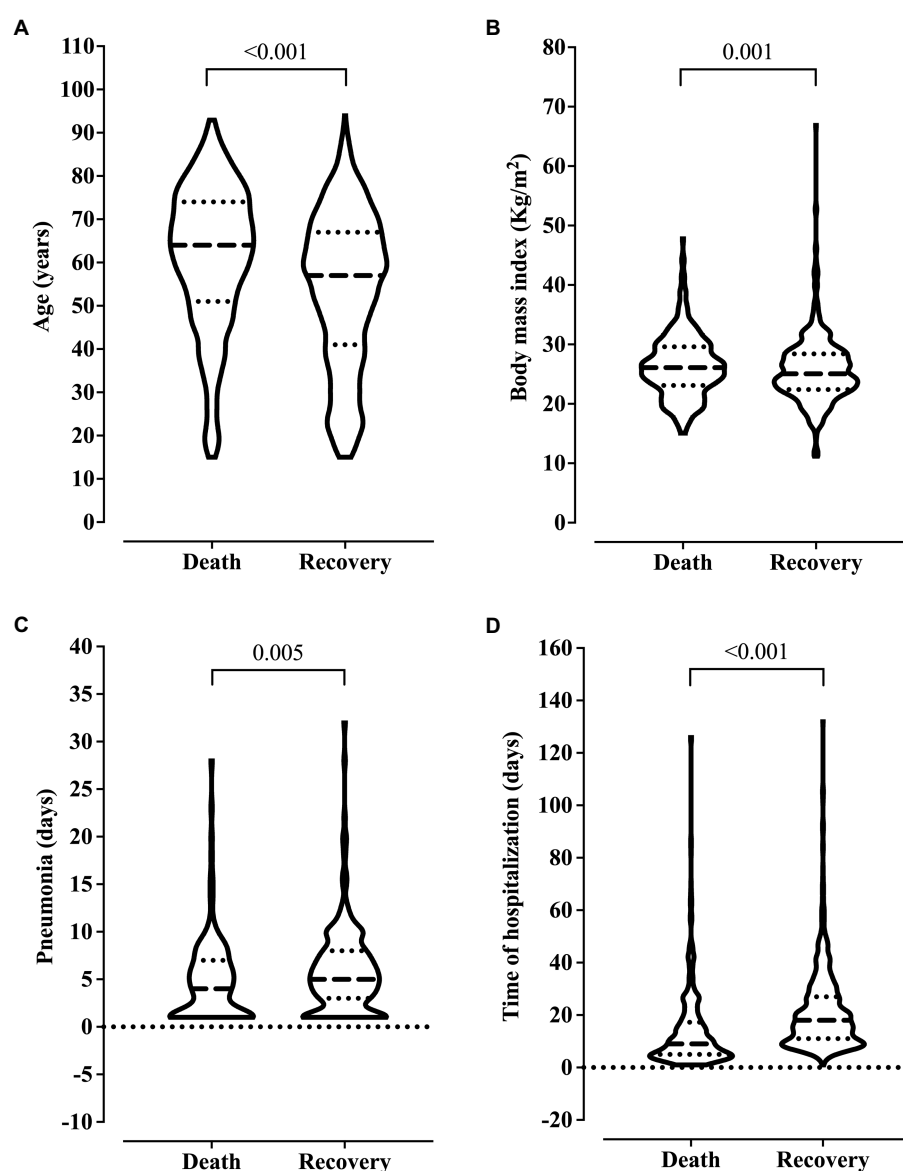 A
Age (years)
110
100
90
80
70
60
50
40
30
20
10
0
<0.001
Death
Recovery
B
Body mass index (Kg/m²)
80
70
60
50
40
30
20
10
0
0.001
Death
Recovery
C
Pneumonia (days)
40
35
30
25
20
15
10
5
0
-5
-10
0.005
Death
Recovery
D
Time of hospitalization (days)
160
140
120
100
80
60
40
20
0
-20
<0.001
Death
Recovery